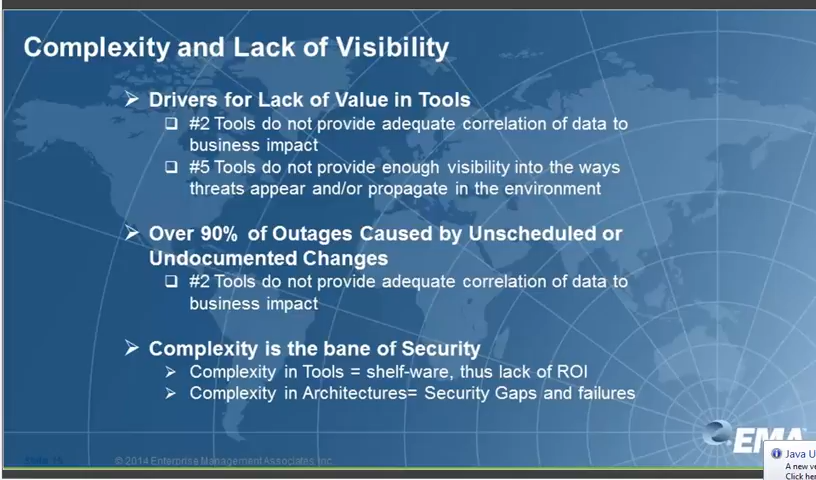 Complexity and Lack of Visibility
Drivers for Lack of Value in Tools
#2 Tools do not provide adequate correlation of data to
business impact
#5 Tools do not provide enough visibility into the ways
threats appear and/or propagate in the environment
Over 90% of Outages Caused by Unscheduled or
Undocumented Changes
#2 Tools do not provide adequate correlation of data to
business impact
Complexity is the bane of Security
Complexity in Tools = shelf-ware, thus lack of ROI
Complexity in Architectures= Security Gaps and failures
EMA
Slide 15 © 2014 Enterprise Management Associates, Inc.
Java U
A new ve
Click her